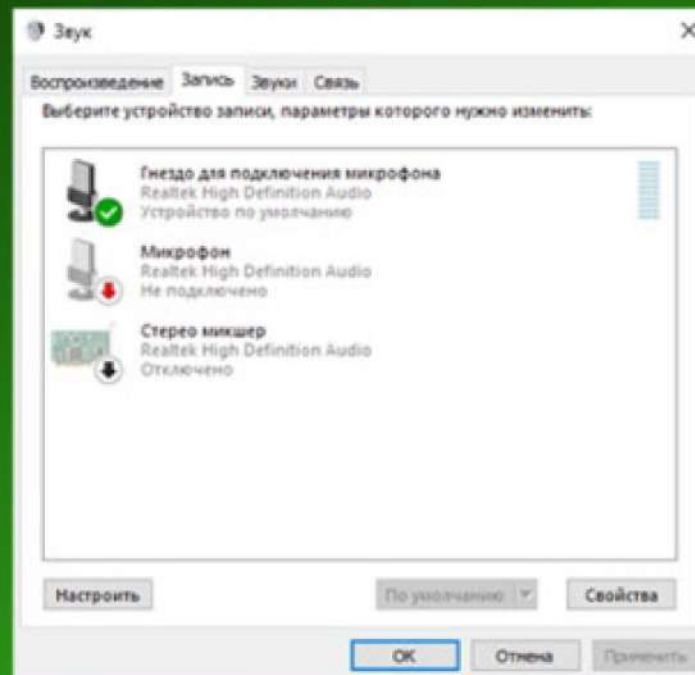 Звук
Воспроизведение Запись Звуки Связь
Выберите устройство записи, параметры которого нужно изменить:
Гнездо для подключения микрофона
Realtek High Definition Audio
Устройство по умолчанию
Микрофон
Realtek High Definition Audio
Не подключено
Стерео микшер
Realtek High Definition Audio
Отключено
Настроить По умолчанию Свойства
ОК Отмена Применить